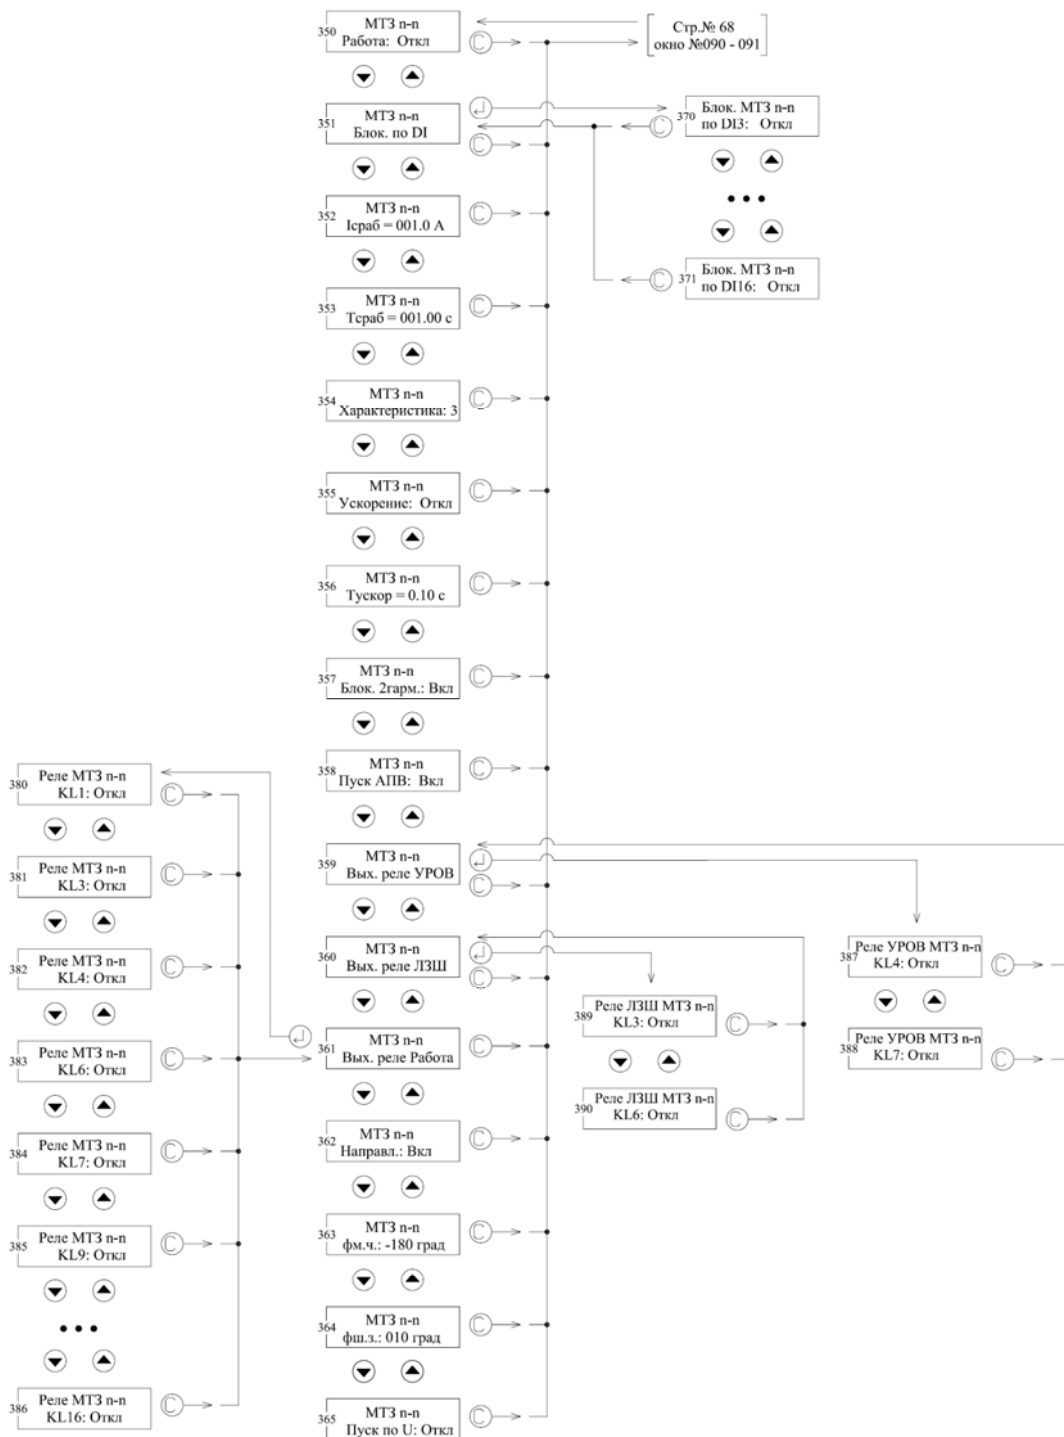 350
МТЗ n-n
Работа: Откл
Стр.№ 68
окно №090 - 091
351
МТЗ n-n
Блок. по DI
370
Блок. МТЗ n-n
по DI3: Откл
352
МТЗ n-n
Iсраб = 001.0 А
371
Блок. МТЗ n-n
по DI16: Откл
353
МТЗ n-n
Тсраб = 001.00 с
354
МТЗ n-n
Характеристика: 3
355
МТЗ n-n
Ускорение: Откл
356
МТЗ n-n
Тускор = 0.10 с
357
МТЗ n-n
Блок. 2гарм.: Вкл
358
МТЗ n-n
Пуск АПВ: Вкл
359
МТЗ n-n
Вых. реле УРОВ
360
МТЗ n-n
Вых. реле ЛЗШ
361
МТЗ n-n
Вых. реле Работа
362
МТЗ n-n
Направл.: Вкл
363
МТЗ n-n
фм.ч.: -180 град
364
МТЗ n-n
фш.з.: 010 град
365
МТЗ n-n
Пуск по U: Откл
380
Реле МТЗ n-n
KL1: Откл
381
Реле МТЗ n-n
KL3: Откл
382
Реле МТЗ n-n
KL4: Откл
383
Реле МТЗ n-n
KL6: Откл
384
Реле МТЗ n-n
KL7: Откл
385
Реле МТЗ n-n
KL9: Откл
386
Реле МТЗ n-n
KL16: Откл
387
Реле УРОВ МТЗ n-n
KL4: Откл
388
Реле УРОВ МТЗ n-n
KL7: Откл
389
Реле ЛЗШ МТЗ n-n
KL3: Откл
390
Реле ЛЗШ МТЗ n-n
KL6: Откл